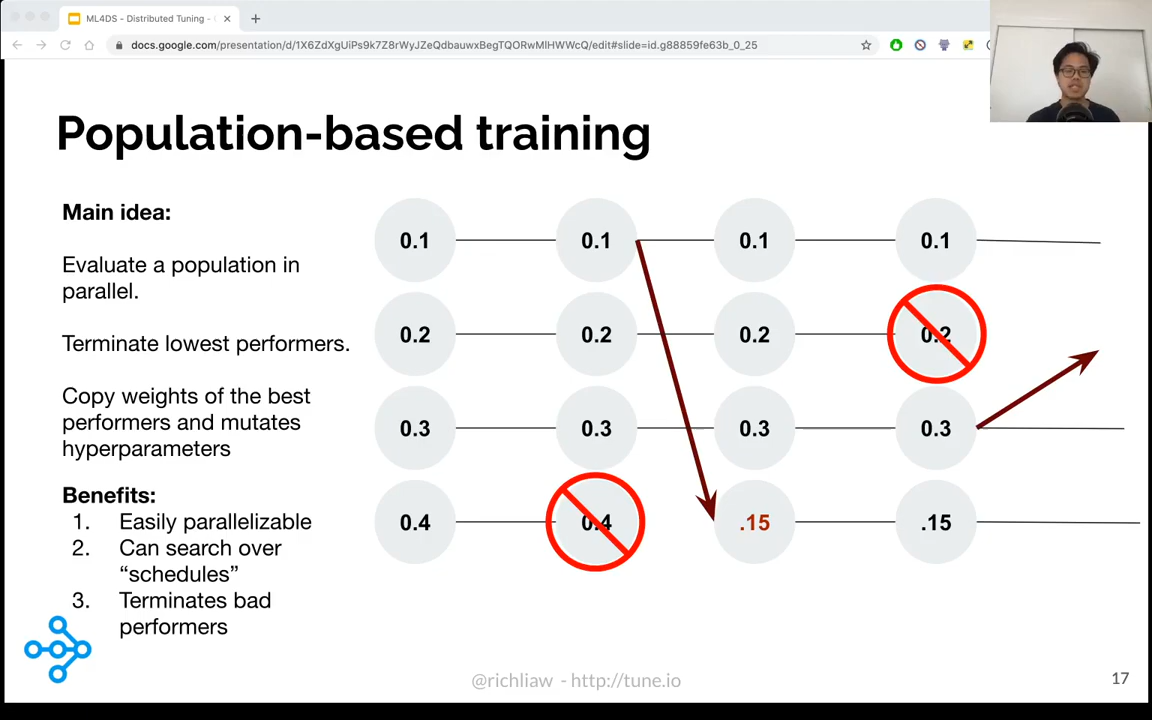 ML4DS - Distributed Tuning -
docs.google.com/presentation/d/1X6ZdXgUiPs9k7Z8rWyJZeQdbauwxBegTQORwMlHWWcQ/edit#slide=id.g88859fe63b_0_25
Population-based training
Main idea:
Evaluate a population in
parallel.
Terminate lowest performers.
Copy weights of the best
performers and mutates
hyperparameters
Benefits:
1. Easily parallelizable
2. Can search over
“schedules”
3. Terminates bad
performers
0.1 0.1 0.1 0.1
0.2 0.2 0.2 0.2
0.3 0.3 0.3 0.3
0.4 0.4 .15 .15
@richliaw - http://tune.io
17